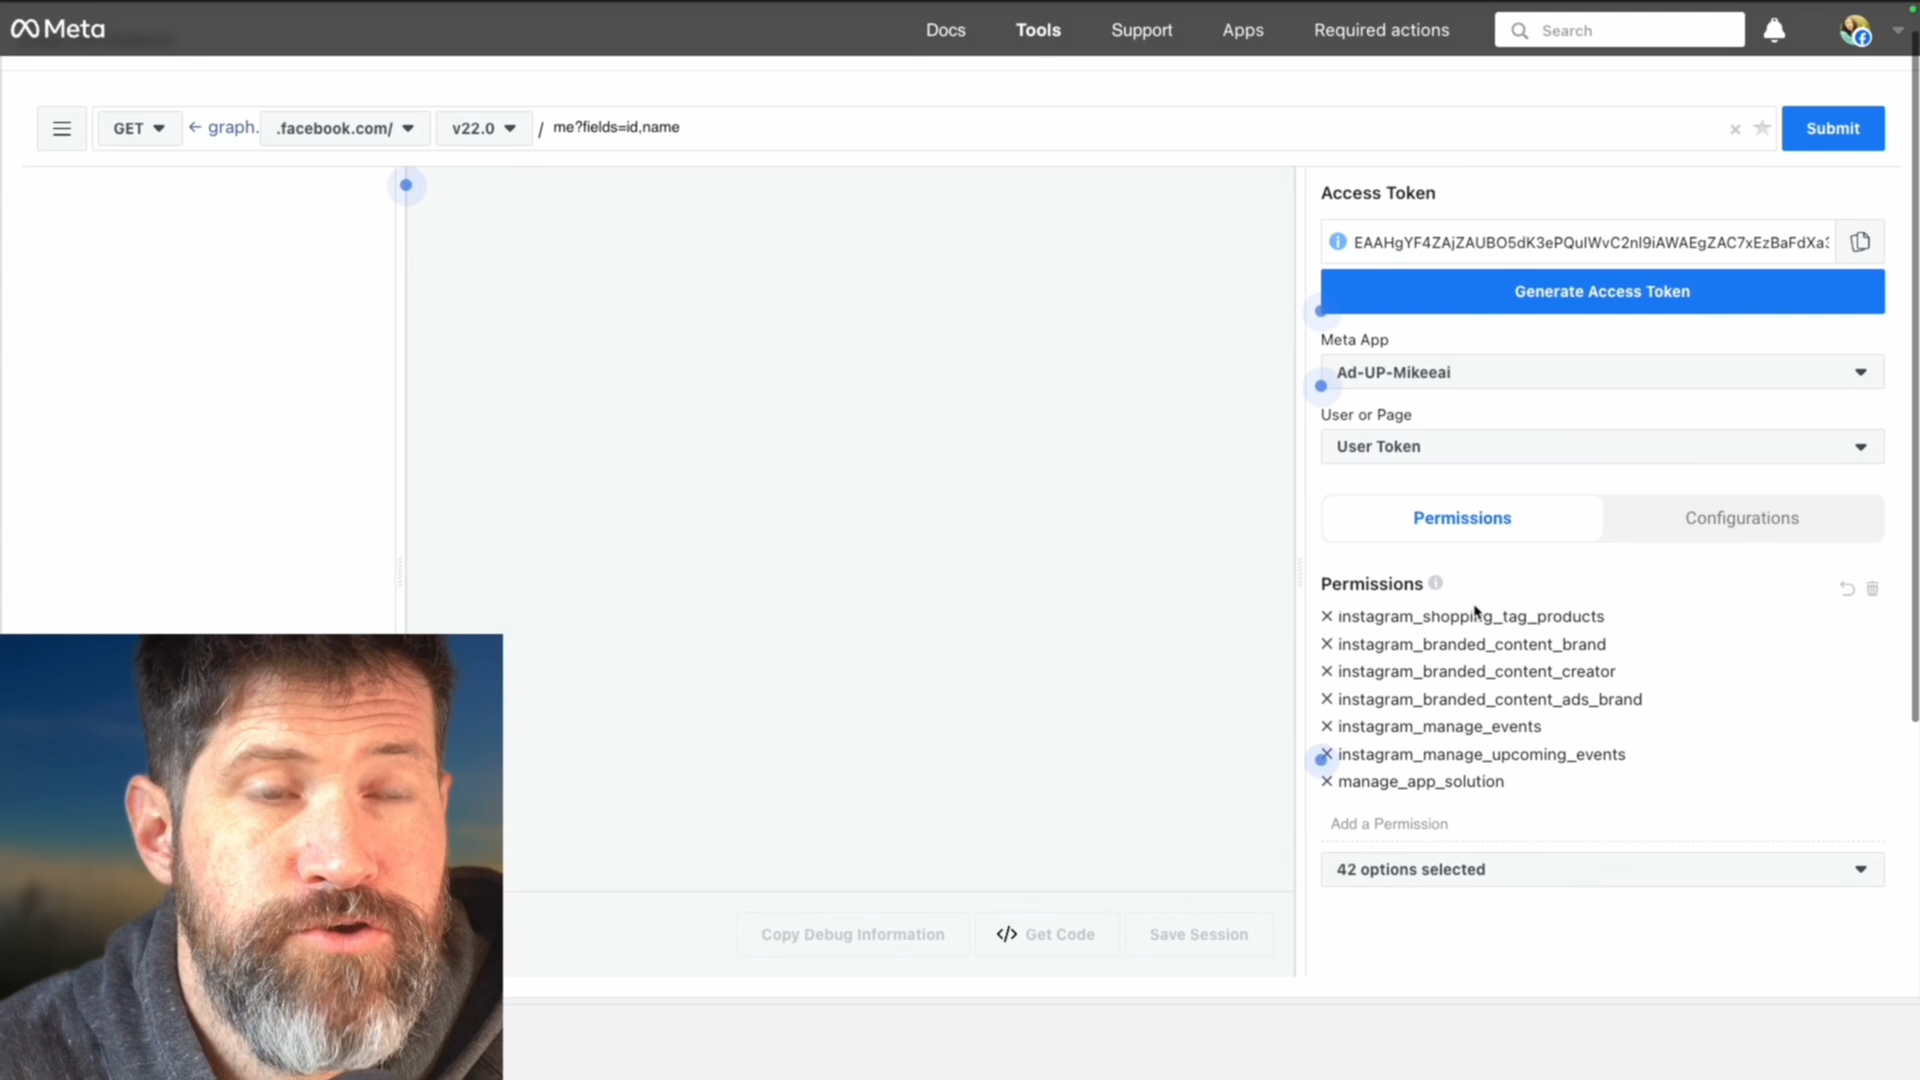 Meta
Docs
Tools
Support
Apps
Required actions
Search
GET
← graph.
.facebook.com/
v22.0
/
me?fields=id,name
Submit
Access Token
EAAHgYF4ZAjZAUBO5dK3ePQuIWvC2nI9iAWAEgZAC7xEzBaFdXa3
Generate Access Token
Meta App
Ad-UP-Mikeeai
User or Page
User Token
Permissions
Configurations
Permissions
instagram_shopping_tag_products
instagram_branded_content_brand
instagram_branded_content_creator
instagram_branded_content_ads_brand
instagram_manage_events
instagram_manage_upcoming_events
manage_app_solution
Add a Permission
42 options selected
Copy Debug Information
</> Get Code
Save Session